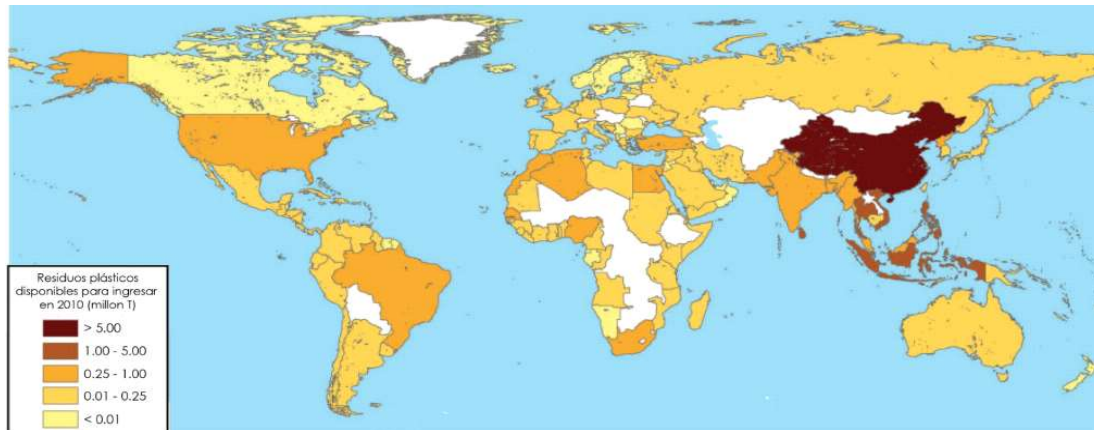 Residuos plásticos
disponibles para ingresar
en 2010 (millon T)
> 5.00
1.00 - 5.00
0.25 - 1.00
0.01 - 0.25
< 0.01